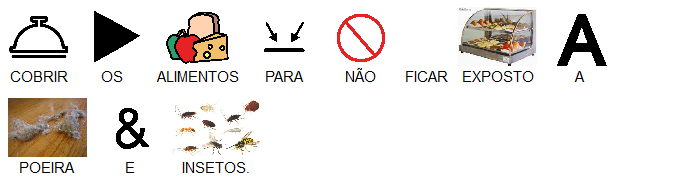 COBRIR OS ALIMENTOS PARA NÃO FICAR EXPOSTO A
POEIRA E INSETOS.